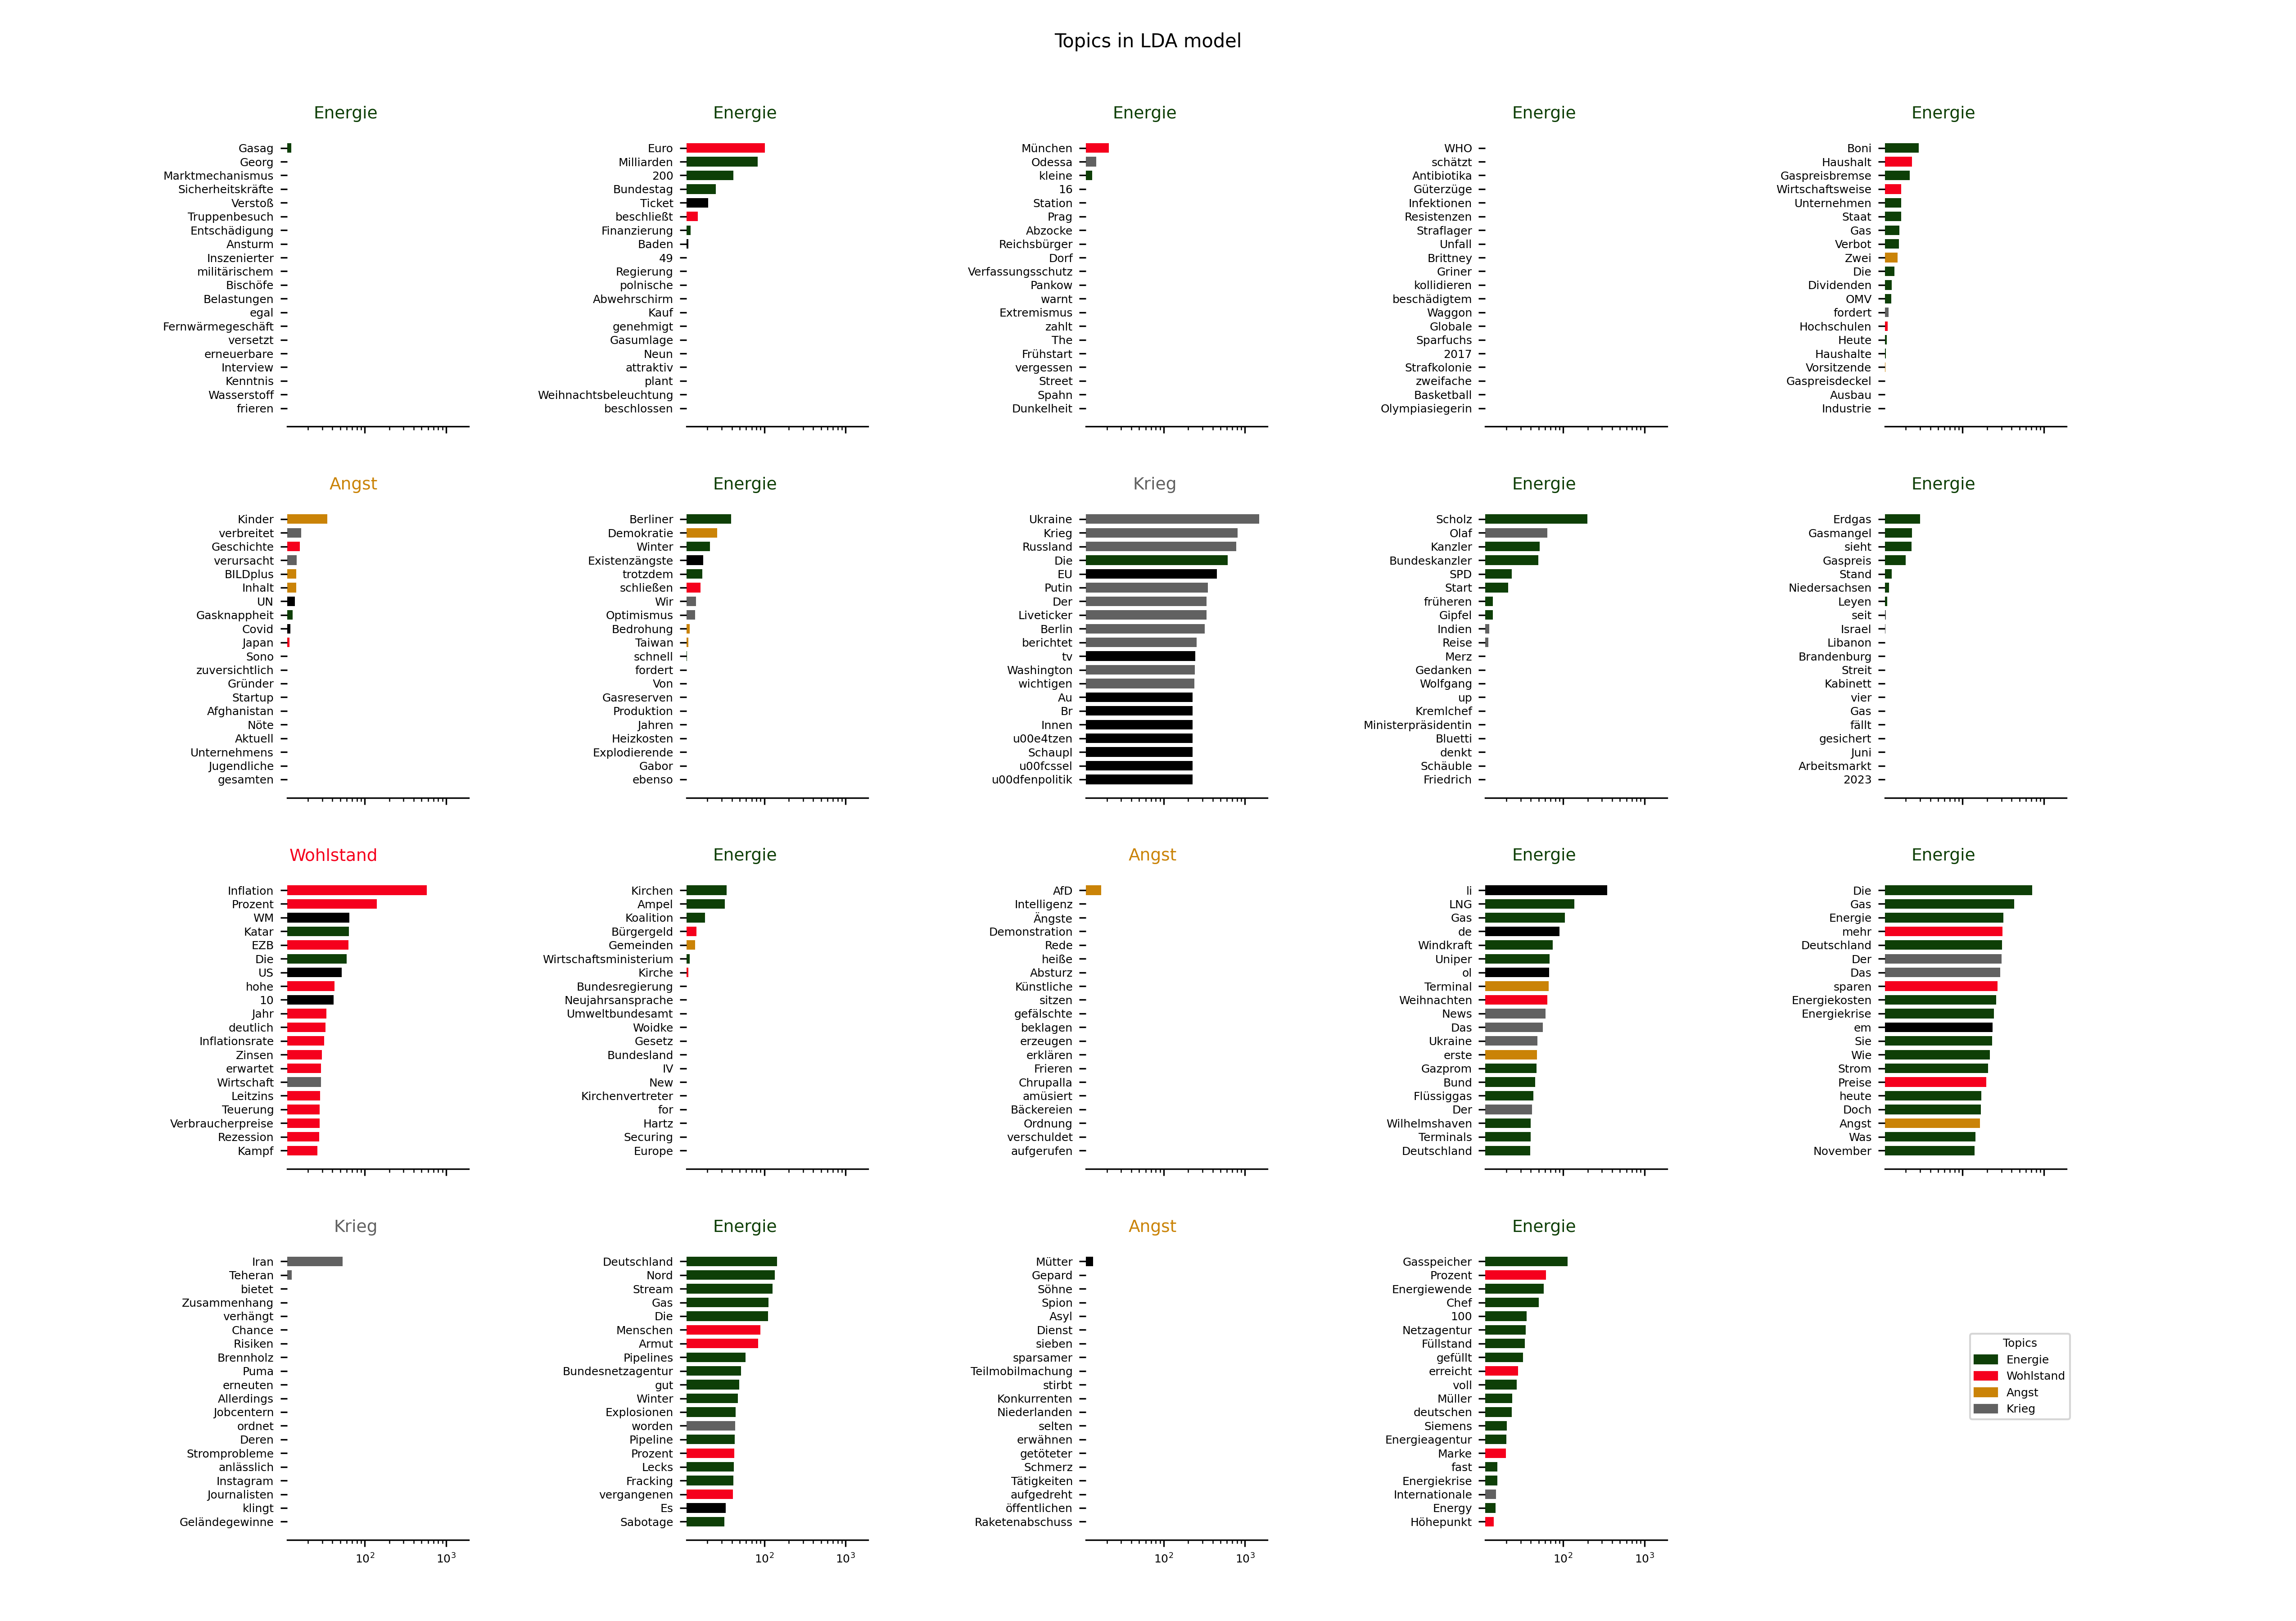 Topics in LDA model
Energie
Gasag
Georg
Marktmechanismus
Sicherheitskräfte
Verstoß
Truppenbesuch
Entschädigung
Ansturm
Inszenierter
militärischem
Bischöfe
Belastungen
egal
Fernwärmegeschäft
versetzt
erneuerbare
Interview
Kenntnis
Wasserstoff
frieren
Energie
Euro
Milliarden
200
Bundestag
Ticket
beschließt
Finanzierung
Baden
49
Regierung
polnische
Abwehrschirm
Kauf
genehmigt
Gasumlage
Neun
attraktiv
plant
Weihnachtsbeleuchtung
beschlossen
Energie
München
Odessa
kleine
16
Station
Prag
Abzocke
Reichsbürger
Dorf
Verfassungsschutz
Pankow
warnt
Extremismus
zahlt
The
Frühstart
vergessen
Street
Spahn
Dunkelheit
Energie
WHO
schätzt
Antibiotika
Güterzüge
Infektionen
Resistenzen
Straflager
Unfall
Brittney
Griner
kollidieren
beschädigtem
Waggon
Globale
Sparfuchs
2017
Strafkolonie
zweifache
Basketball
Olympiasiegerin
Energie
Boni
Haushalt
Gaspreisbremse
Wirtschaftsweise
Unternehmen
Staat
Gas
Verbot
Zwei
Die
Dividenden
OMV
fordert
Hochschulen
Heute
Haushalte
Vorsitzende
Gaspreisdeckel
Ausbau
Industrie
Angst
Kinder
verbreitet
Geschichte
verursacht
BILDplus
Inhalt
UN
Gasknappheit
Covid
Japan
Sono
zuversichtlich
Gründer
Startup
Afghanistan
Nöte
Aktuell
Unternehmens
Jugendliche
gesamten
Energie
Berliner
Demokratie
Winter
Existenzängste
trotzdem
schließen
Wir
Optimismus
Bedrohung
Taiwan
schnell
fordert
Von
Gasreserven
Produktion
Jahren
Heizkosten
Explodierende
Gabor
ebenso
Krieg
Ukraine
Krieg
Russland
Die
EU
Putin
Der
Liveticker
Berlin
berichtet
tv
Washington
wichtigen
Au
Br
Innen
u00e4tzen
Schaupl
u00fcssel
u00dfenpolitik
Energie
Scholz
Olaf
Kanzler
Bundeskanzler
SPD
Start
früheren
Gipfel
Indien
Reise
Merz
Gedanken
Wolfgang
up
Kremlchef
Ministerpräsidentin
Bluetti
denkt
Schäuble
Friedrich
Energie
Erdgas
Gasmangel
sieht
Gaspreis
Stand
Niedersachsen
Leyen
seit
Israel
Libanon
Brandenburg
Streit
Kabinett
vier
Gas
fällt
gesichert
Juni
Arbeitsmarkt
2023
Wohlstand
Inflation
Prozent
WM
Katar
EZB
Die
US
hohe
10
Jahr
deutlich
Inflationsrate
Zinsen
erwartet
Wirtschaft
Leitzins
Teuerung
Verbraucherpreise
Rezession
Kampf
Energie
Kirchen
Ampel
Koalition
Bürgergeld
Gemeinden
Wirtschaftsministerium
Kirche
Bundesregierung
Neujahrsansprache
Umweltbundesamt
Woidke
Gesetz
Bundesland
IV
New
Kirchenvertreter
for
Hartz
Securing
Europe
Angst
AfD
Intelligenz
Ängste
Demonstration
Rede
heiße
Absturz
Künstliche
sitzen
gefälschte
beklagen
erzeugen
erklären
Frieren
Chrupalla
amüsiert
Bäckereien
Ordnung
verschuldet
aufgerufen
Energie
li
LNG
Gas
de
Windkraft
Uniper
ol
Terminal
Weihnachten
News
Das
Ukraine
erste
Gazprom
Bund
Flüssiggas
Der
Wilhelmshaven
Terminals
Deutschland
Energie
Die
Gas
Energie
mehr
Deutschland
Der
Das
sparen
Energiekosten
Energiekrise
em
Sie
Wie
Strom
Preise
heute
Doch
Angst
Was
November
Krieg
Iran
Teheran
bietet
Zusammenhang
verhängt
Chance
Risiken
Brennholz
Puma
erneuten
Allerdings
Jobcentern
ordnet
Deren
Stromprobleme
anlässlich
Instagram
Journalisten
klingt
Geländegewinne
10²
10³
Energie
Deutschland
Nord
Stream
Gas
Die
Menschen
Armut
Pipelines
Bundesnetzagentur
gut
Winter
Explosionen
worden
Pipeline
Prozent
Lecks
Fracking
vergangenen
Es
Sabotage
10²
10³
Angst
Mütter
Gepard
Söhne
Spion
Asyl
Dienst
sieben
sparsamer
Teilmobilmachung
stirbt
Konkurrenten
Niederlanden
selten
erwähnen
getöteter
Schmerz
Tätigkeiten
aufgedreht
öffentlichen
Raketenabschuss
10²
10³
Energie
Gasspeicher
Prozent
Energiewende
Chef
100
Netzagentur
Füllstand
gefüllt
erreicht
voll
Müller
deutschen
Siemens
Energieagentur
Marke
fast
Energiekrise
Internationale
Energy
Höhepunkt
10²
10³
Topics
Energie
Wohlstand
Angst
Krieg